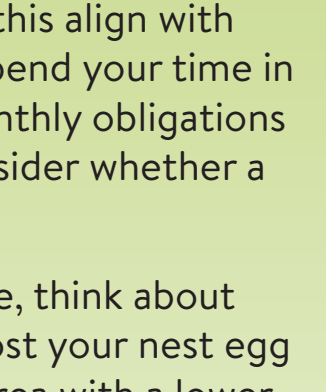 this align with
pend your time in
nthly obligations
sider whether a
e, think about
ost your nest egg
rea with a lower